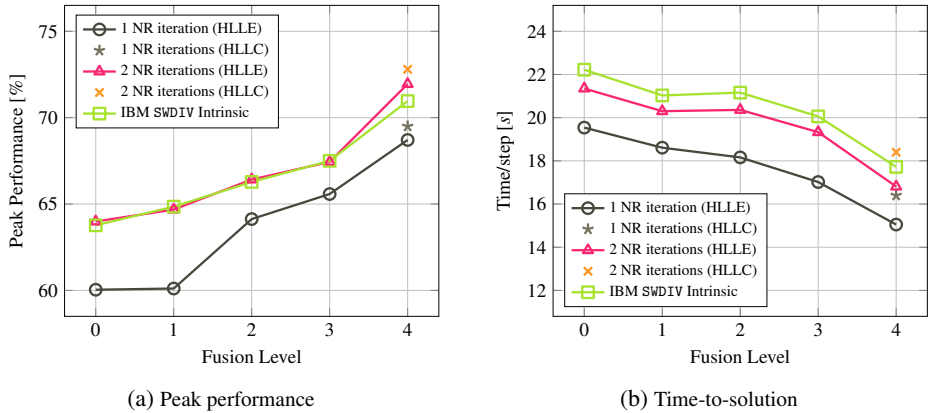 75
70
65
60
Peak Performance [%]
1 NR iteration (HLLE)
1 NR iterations (HLLC)
2 NR iterations (HLLE)
2 NR iterations (HLLC)
IBM SWDIV Intrinsic
0 1 2 3 4
Fusion Level
(a) Peak performance
24
22
20
18
16
14
12
Time/step [s]
1 NR iteration (HLLE)
1 NR iterations (HLLC)
2 NR iterations (HLLE)
2 NR iterations (HLLC)
IBM SWDIV Intrinsic
0 1 2 3 4
Fusion Level
(b) Time-to-solution